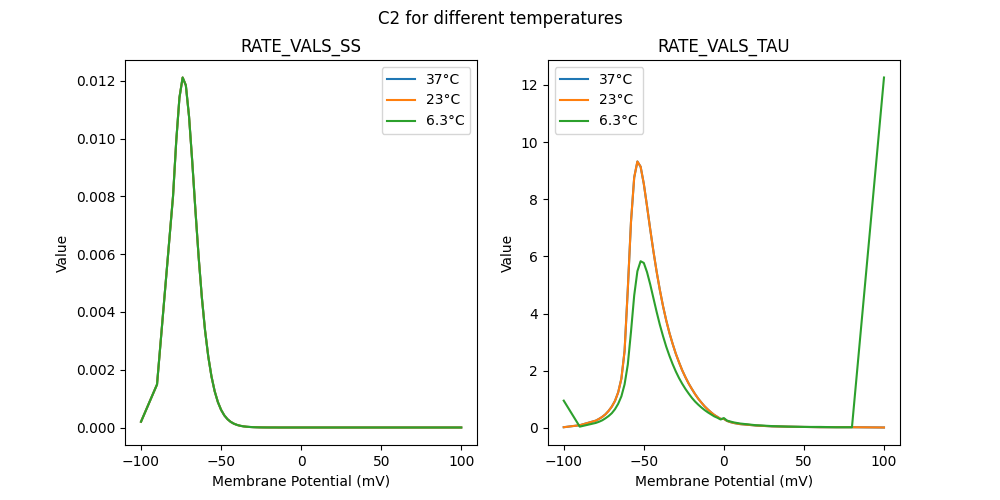 C2 for different temperatures
RATE_VALS_SS
37°C
23°C
6.3°C
0.012
0.010
0.008
0.006
0.004
0.002
0.000
Value
−100
−50
0
50
100
Membrane Potential (mV)
RATE_VALS_TAU
37°C
23°C
6.3°C
12
10
8
6
4
2
0
Value
−100
−50
0
50
100
Membrane Potential (mV)